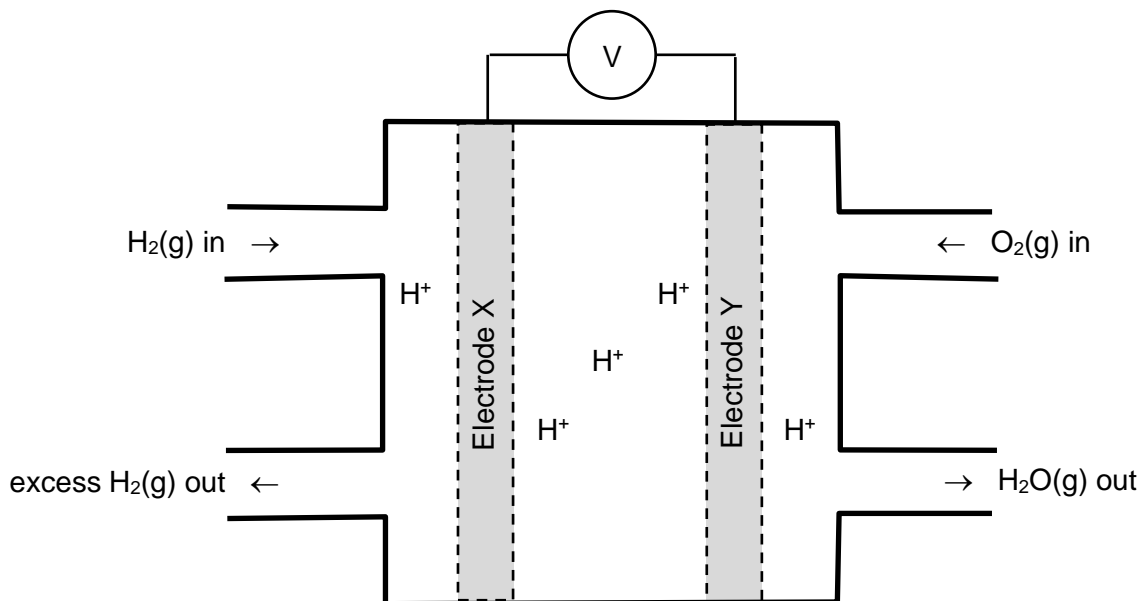 V
H₂(g) in →
← O₂(g) in
H⁺
H⁺
Electrode X
Electrode Y
H⁺
H⁺
H⁺
excess H₂(g) out ←
→ H₂O(g) out